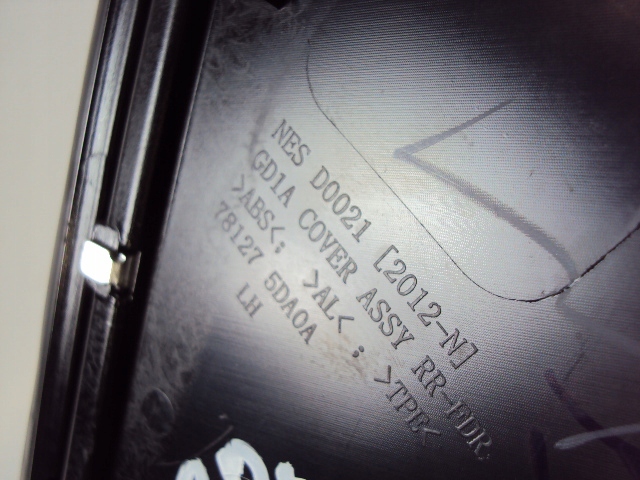 NES D0021 [2012-N]
GD1A COVER ASSY RR-FDR.
>ABS<; >AL< ; >TPE<
78127 5DA0A
LH